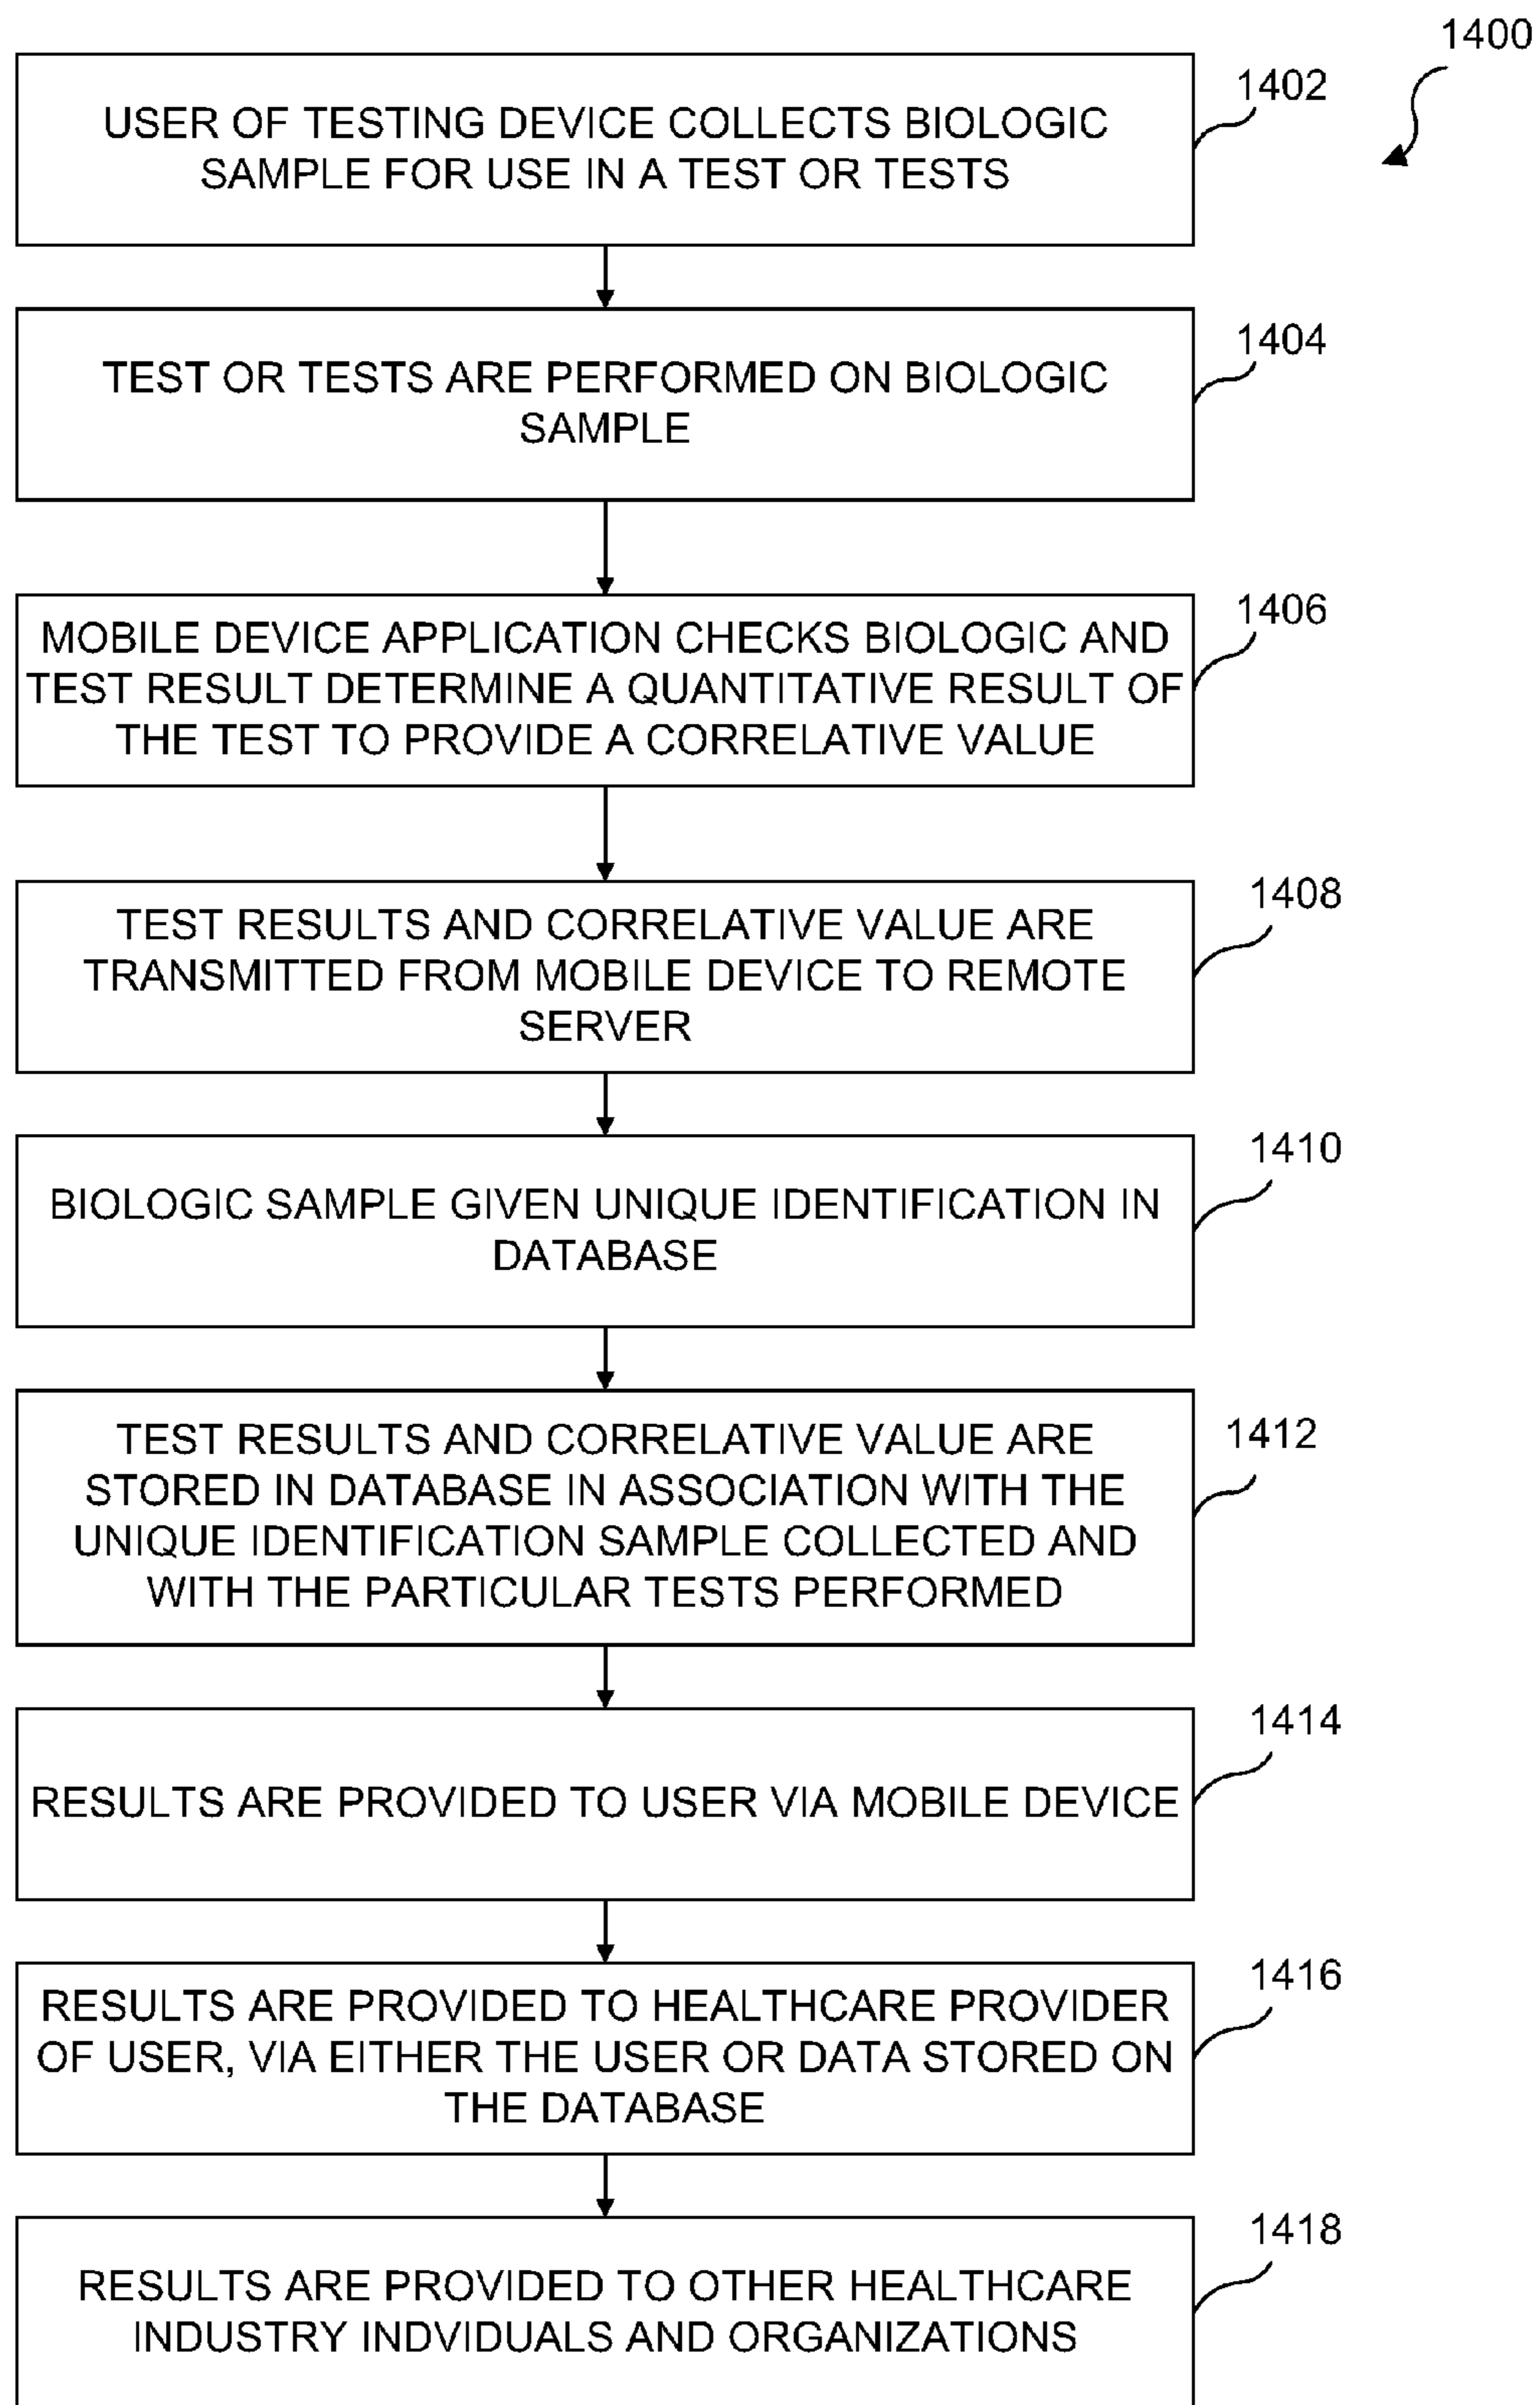 1400
1402
USER OF TESTING DEVICE COLLECTS BIOLOGIC
SAMPLE FOR USE IN A TEST OR TESTS
1404
TEST OR TESTS ARE PERFORMED ON BIOLOGIC
SAMPLE
1406
MOBILE DEVICE APPLICATION CHECKS BIOLOGIC AND
TEST RESULT DETERMINE A QUANTITATIVE RESULT OF
THE TEST TO PROVIDE A CORRELATIVE VALUE
1408
TEST RESULTS AND CORRELATIVE VALUE ARE
TRANSMITTED FROM MOBILE DEVICE TO REMOTE
SERVER
1410
BIOLOGIC SAMPLE GIVEN UNIQUE IDENTIFICATION IN
DATABASE
1412
TEST RESULTS AND CORRELATIVE VALUE ARE
STORED IN DATABASE IN ASSOCIATION WITH THE
UNIQUE IDENTIFICATION SAMPLE COLLECTED AND
WITH THE PARTICULAR TESTS PERFORMED
1414
RESULTS ARE PROVIDED TO USER VIA MOBILE DEVICE
1416
RESULTS ARE PROVIDED TO HEALTHCARE PROVIDER
OF USER, VIA EITHER THE USER OR DATA STORED ON
THE DATABASE
1418
RESULTS ARE PROVIDED TO OTHER HEALTHCARE
INDUSTRY INDVIDUALS AND ORGANIZATIONS